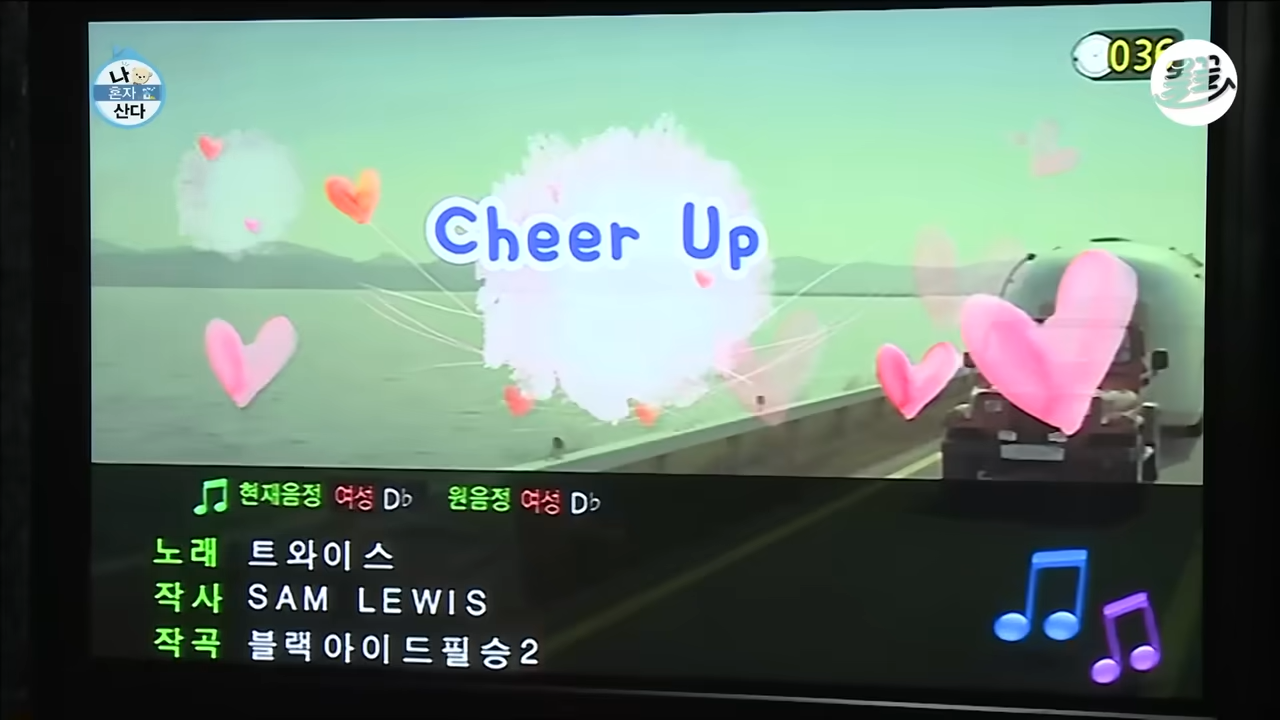 나
혼자
산다
036
Cheer Up
현재음정 여성 D♭ 원음정 여성 D♭
노래 트와이스
작사 SAM LEWIS
작곡 블랙아이드필승2